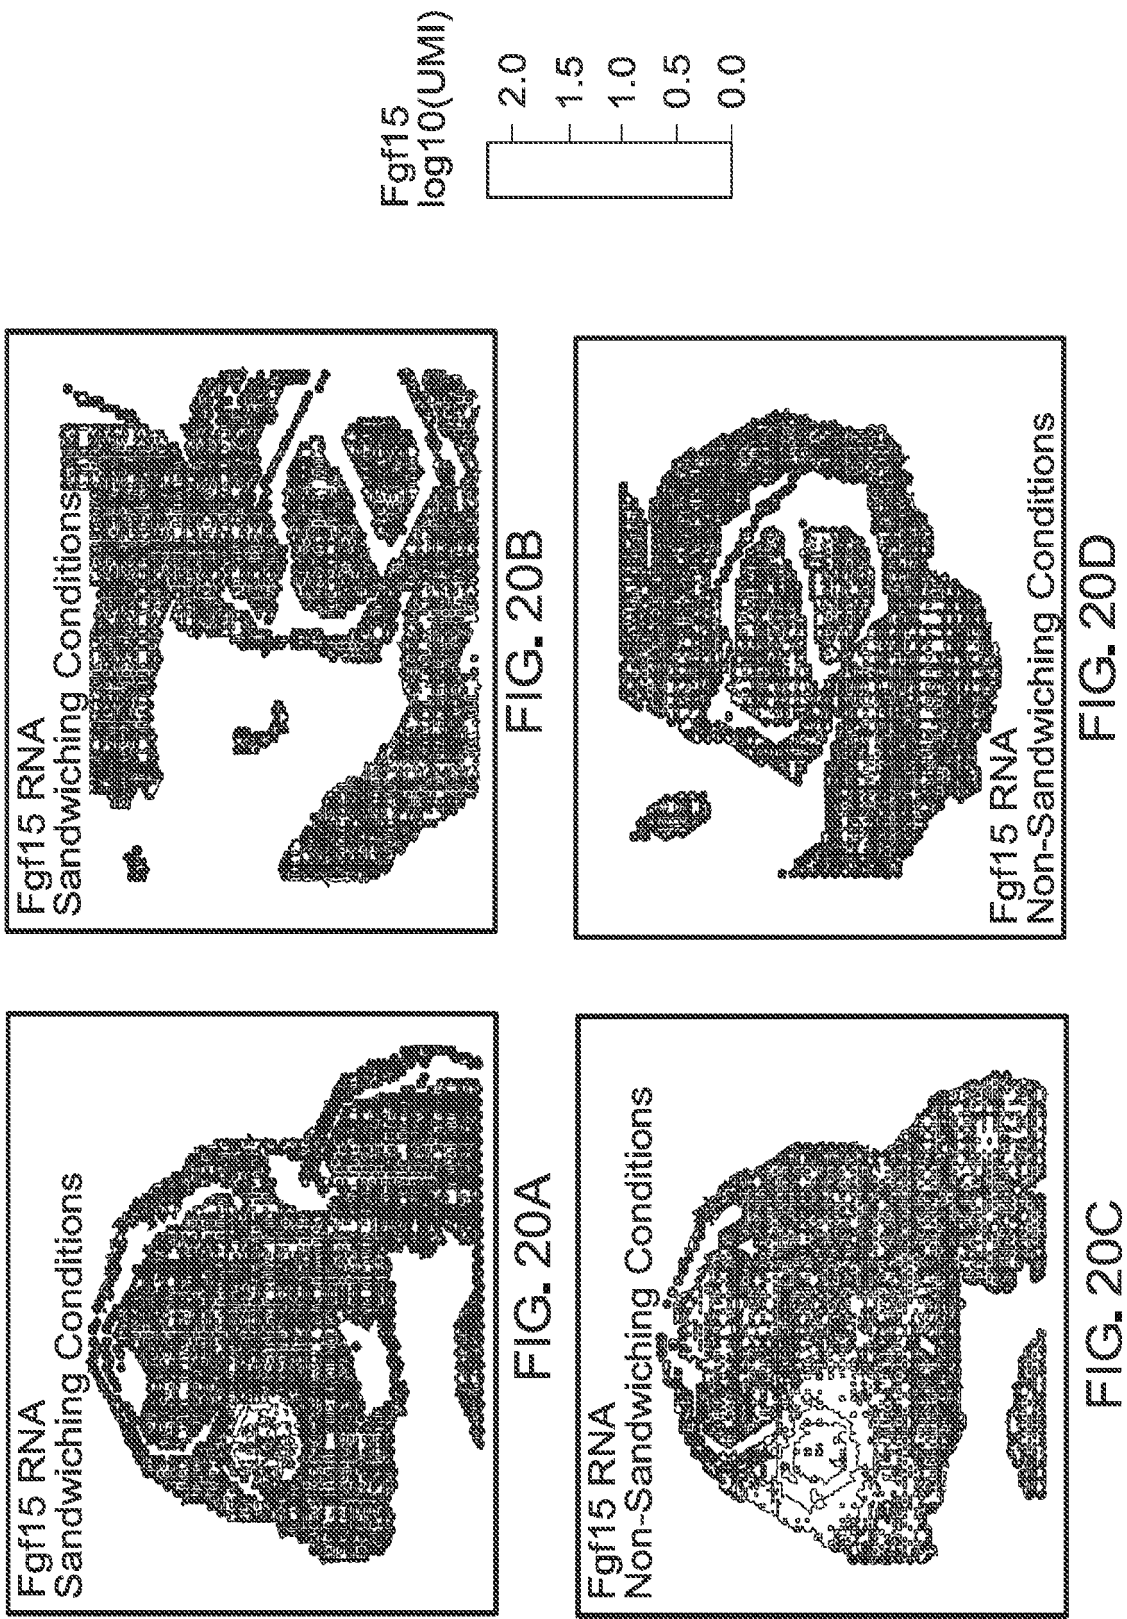 Fgf15 RNA
Sandwiching Conditions
FIG. 20A
Fgf15 RNA
Sandwiching Conditions
FIG. 20B
Fgf15
log10(UMI)
2.0
1.5
1.0
0.5
0.0
Fgf15 RNA
Non-Sandwiching Conditions
FIG. 20C
Fgf15 RNA
Non-Sandwiching Conditions
FIG. 20D